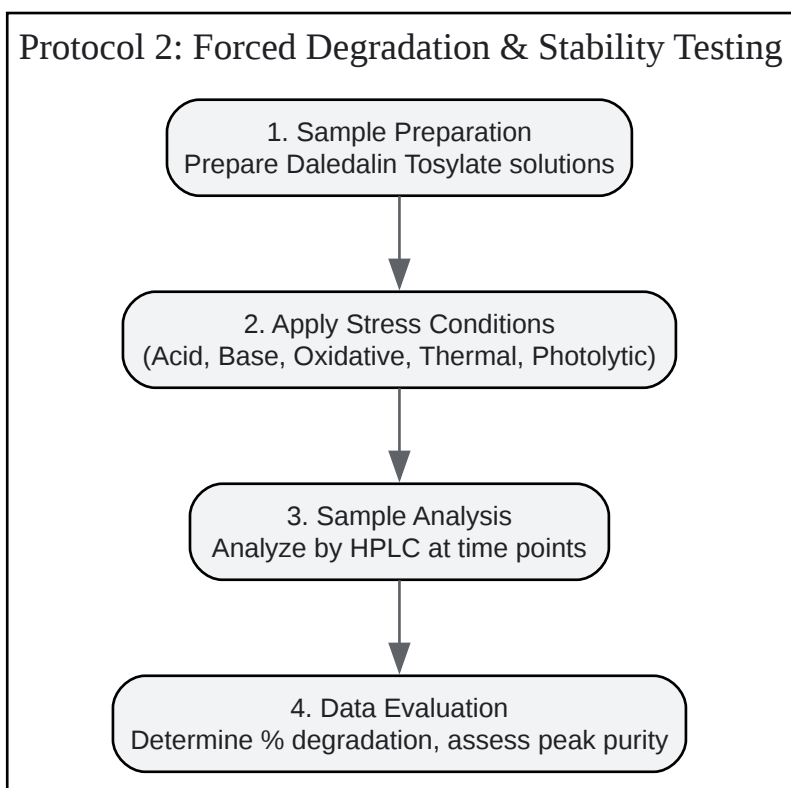 Protocol 2: Forced Degradation & Stability Testing
1. Sample Preparation
Prepare Daledalin Tosylate solutions
2. Apply Stress Conditions
(Acid, Base, Oxidative, Thermal, Photolytic)
3. Sample Analysis
Analyze by HPLC at time points
4. Data Evaluation
Determine % degradation, assess peak purity